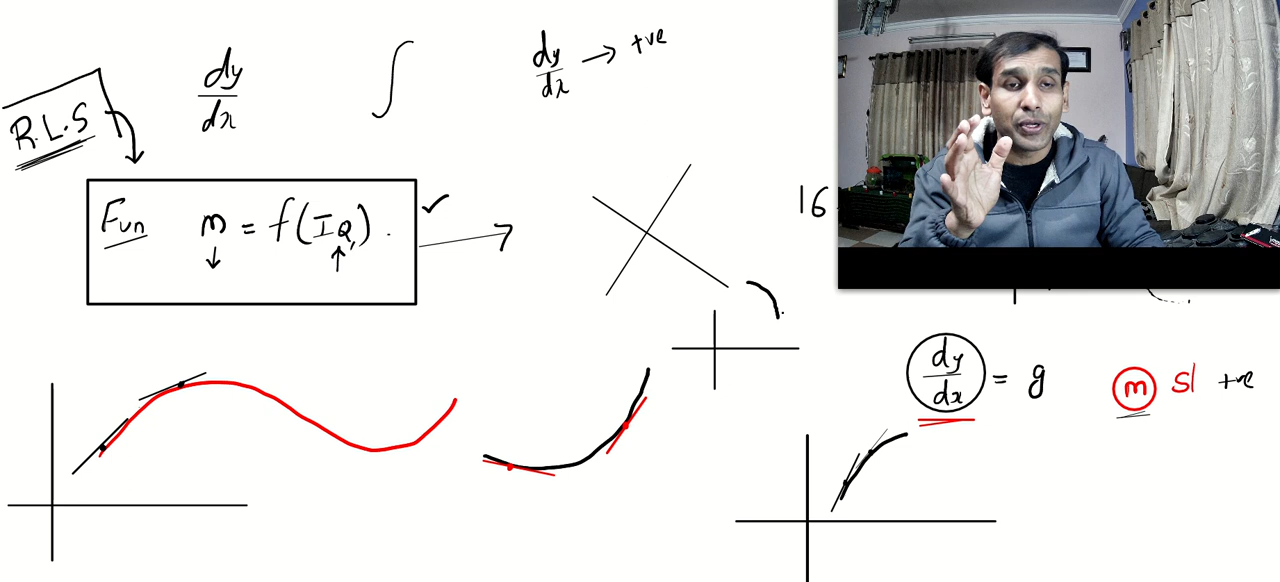 R.L.S
dy/dx
∫
dy/dx → +ve
Fun m = f(IQ).
16
dy/dx = g
m sl +ve